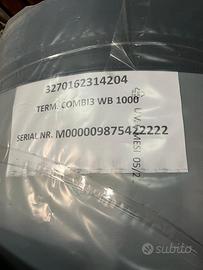 3270162314204
TERM. COMBI3 WB 1000
SERIAL NR. M000009875422222
subito